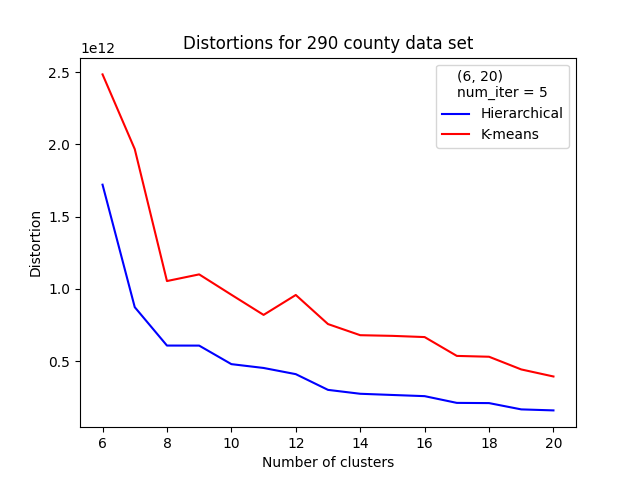 Distortions for 290 county data set
1e12
2.5
2.0
1.5
1.0
0.5
Distortion
(6, 20)
num_iter = 5
Hierarchical
K-means
6 8 10 12 14 16 18 20
Number of clusters